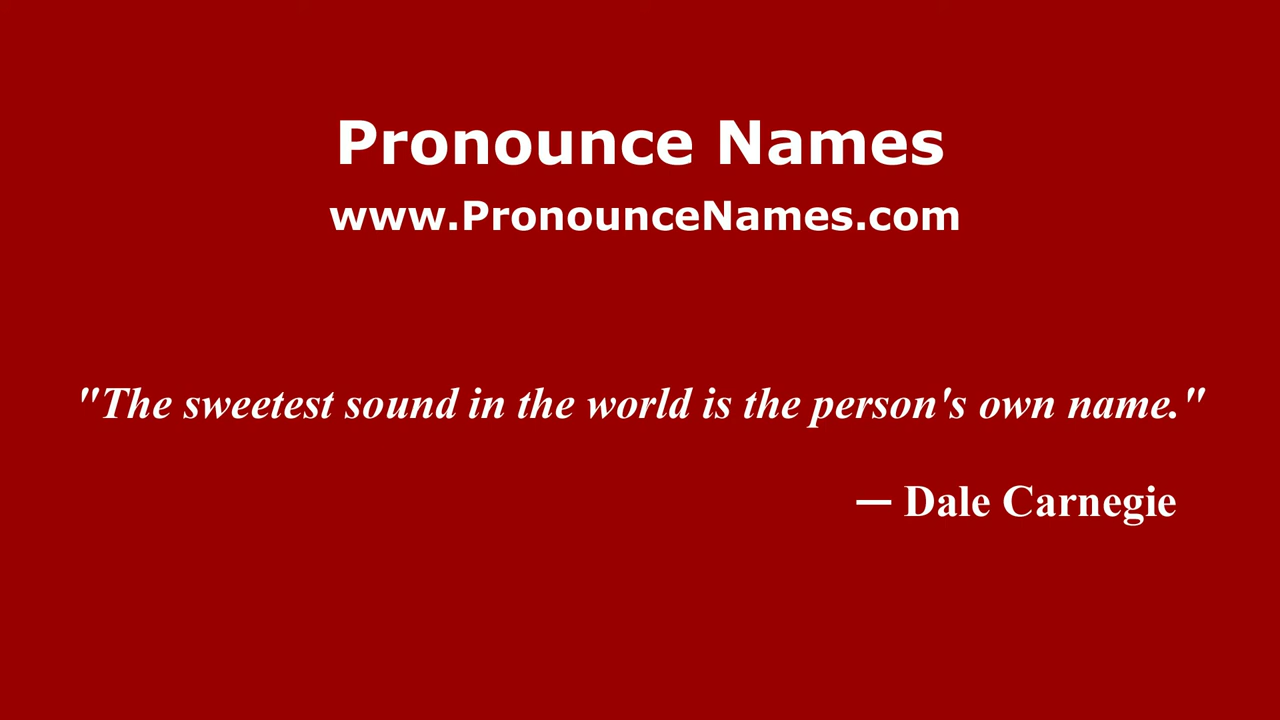 Pronounce Names
www.PronounceNames.com
"The sweetest sound in the world is the person's own name."
— Dale Carnegie